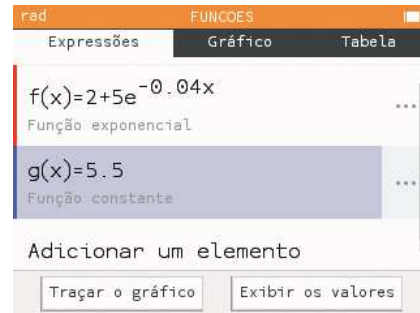 rad FUNCOES
Expressões Gráfico Tabela
f(x)=2+5e^-0.04x
Função exponencial
g(x)=5.5
Função constante
Adicionar um elemento
Traçar o gráfico Exibir os valores